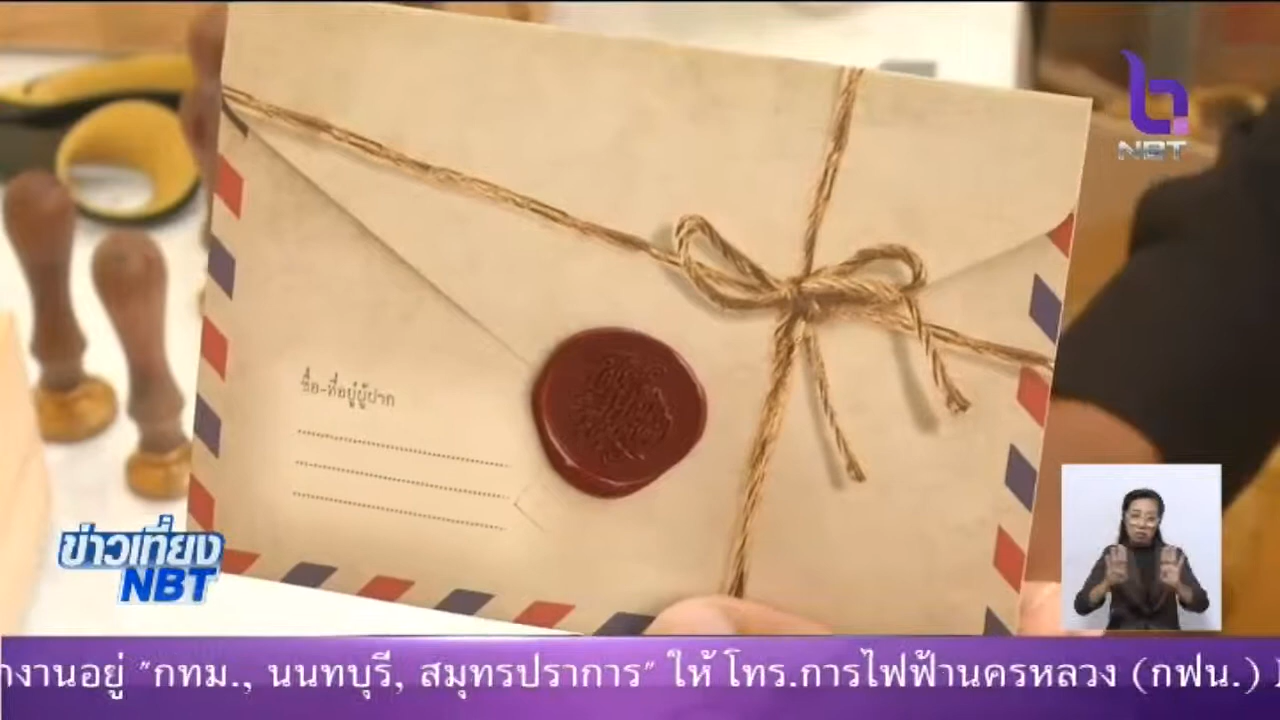 NBT
ชื่อ-ที่อยู่ผู้ฝาก
ข่าวเที่ยง
NBT
างานอยู่ "กทม., นนทบุรี, สมุทรปราการ" ให้ โทร.การไฟฟ้านครหลวง (กฟน.)